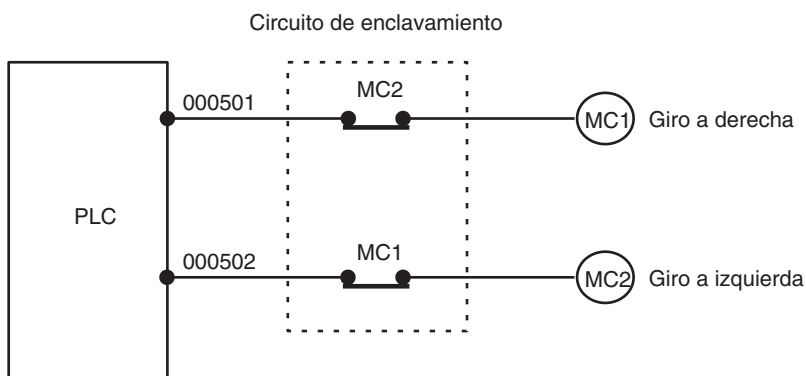 Circuito de enclavamiento
000501
MC2
MC1
Giro a derecha
PLC
000502
MC1
MC2
Giro a izquierda